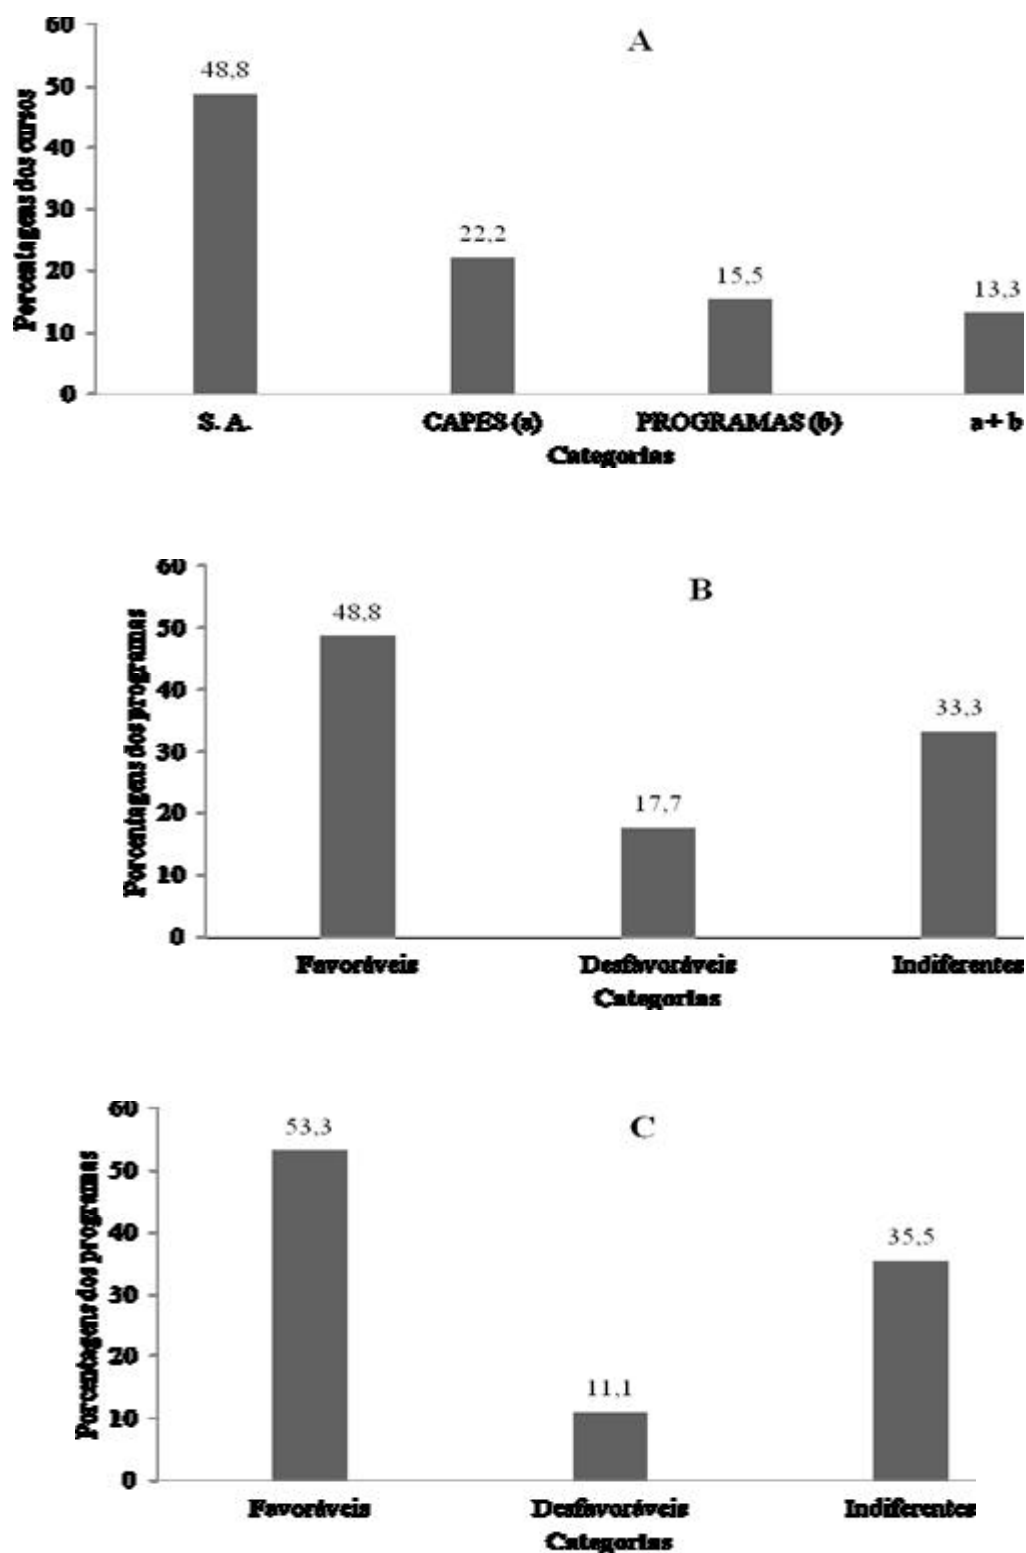 A
Porcentagens dos cursos
60
50
40
30
20
10
0
48,8
22,2
15,5
13,3
S. A.
CAPES (a)
PROGRAMAS (b)
a + b
Categorias
B
Porcentagens dos programas
60
50
40
30
20
10
0
48,8
17,7
33,3
Favoráveis
Desfavoráveis
Indiferentes
Categorias
C
Porcentagens dos programas
60
50
40
30
20
10
0
53,3
11,1
35,5
Favoráveis
Desfavoráveis
Indiferentes
Categorias